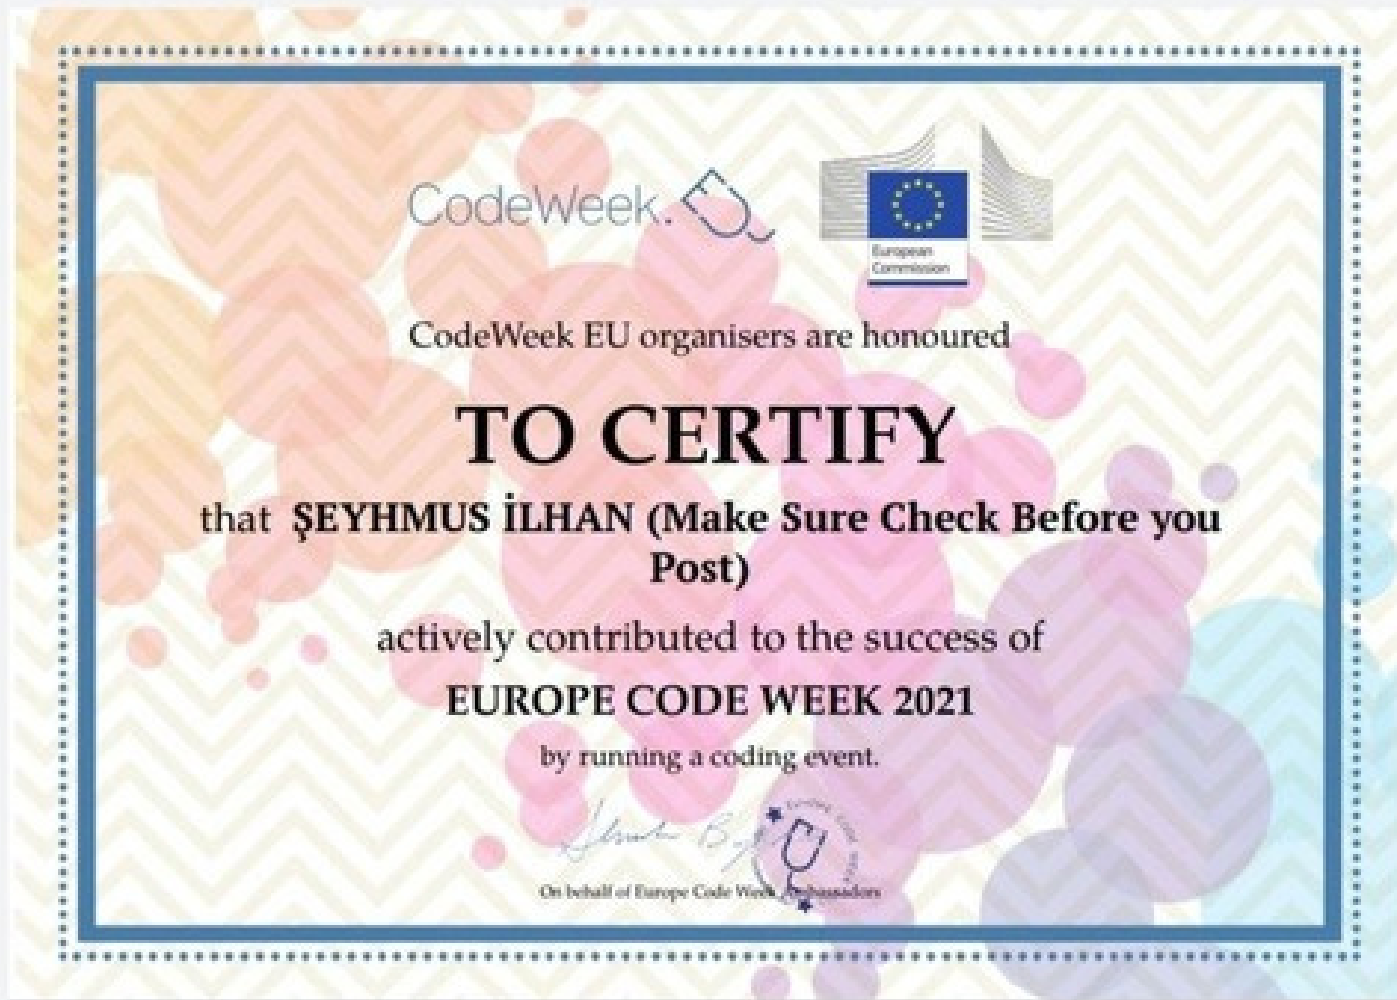 CodeWeek.EU
European
Commission
CodeWeek EU organisers are honoured
TO CERTIFY
that ŞEYHMUS İLHAN (Make Sure Check Before you
Post)
actively contributed to the success of
EUROPE CODE WEEK 2021
by running a coding event.
On behalf of Europe Code Week Ambassadors